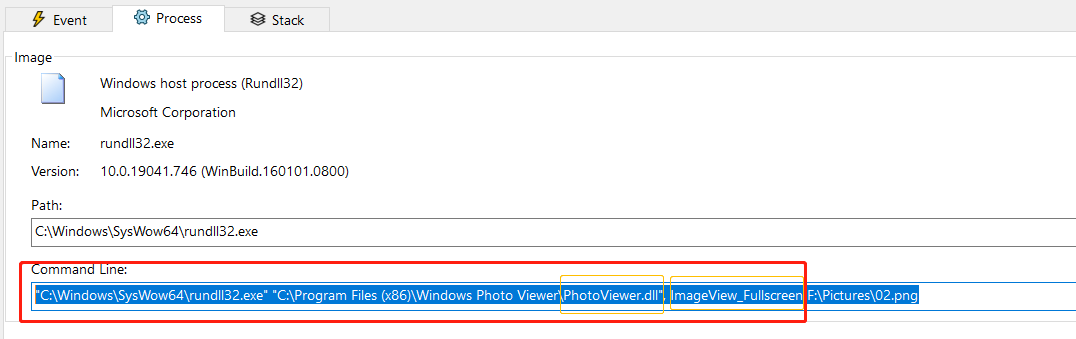 Event Process Stack
Image
Windows host process (Rundll32)
Microsoft Corporation
Name: rundll32.exe
Version: 10.0.19041.746 (WinBuild.160101.0800)
Path:
C:\Windows\SysWow64\rundll32.exe
Command Line:
"C:\Windows\SysWow64\rundll32.exe" "C:\Program Files (x86)\Windows Photo Viewer\PhotoViewer.dll", ImageView_Fullscreen F:\Pictures\02.png